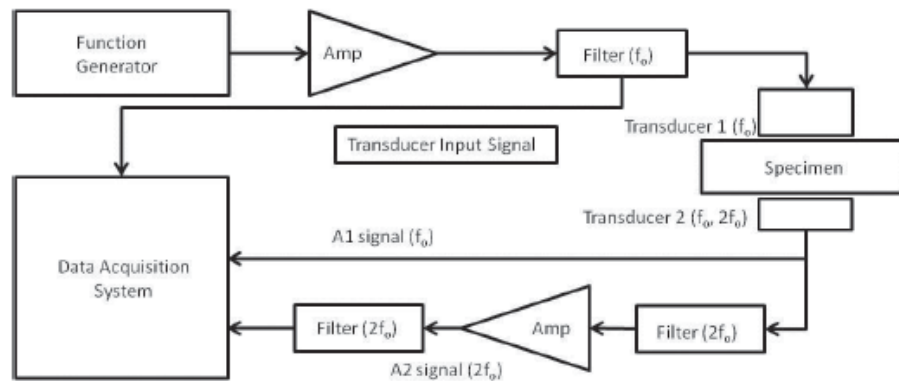 Function
Generator
Amp
Filter (fₒ)
Transducer 1 (fₒ)
Transducer Input Signal
Specimen
Transducer 2 (fₒ, 2fₒ)
A1 signal (fₒ)
Data Acquisition
System
Filter (2fₒ)
Amp
Filter (2fₒ)
A2 signal (2fₒ)